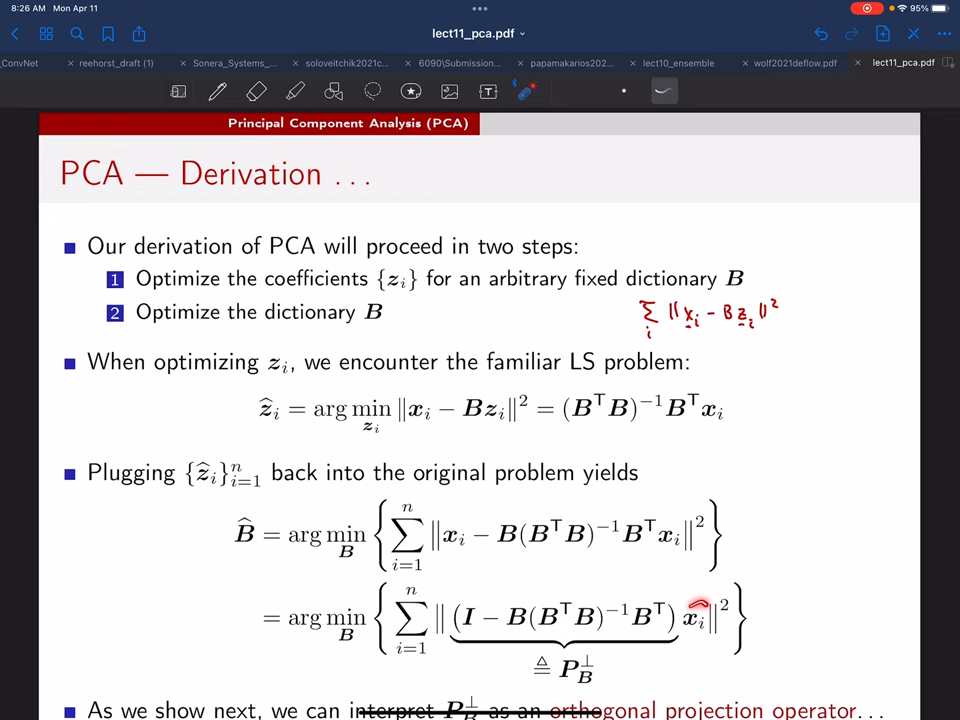 8:26 AM Mon Apr 11
95%
lect11_pca.pdf
ConvNet
reehorst_draft (1)
Sonera_Systems_...
soloveitchik2021c...
6090\Submission...
papamakarios202...
lect10_ensemble
wolf2021deflow.pdf
lect11_pca.pdf
Principal Component Analysis (PCA)
PCA — Derivation ...
Our derivation of PCA will proceed in two steps:
1 Optimize the coefficients {z_i} for an arbitrary fixed dictionary B
2 Optimize the dictionary B
∑_i ‖x_i − B z_i‖²
When optimizing z_i, we encounter the familiar LS problem:
ẑ_i = arg min_{z_i} ‖x_i − Bz_i‖² = (BᵀB)⁻¹Bᵀx_i
Plugging {ẑ_i}ⁿ_{i=1} back into the original problem yields
B̂ = arg min_B { ∑_{i=1}^n ‖x_i − B(BᵀB)⁻¹Bᵀx_i‖² }
= arg min_B { ∑_{i=1}^n ‖(I − B(BᵀB)⁻¹Bᵀ) x_i‖² }
≜ P_B^⊥
As we show next, we can interpret P_B^⊥ as an orthogonal projection operator...